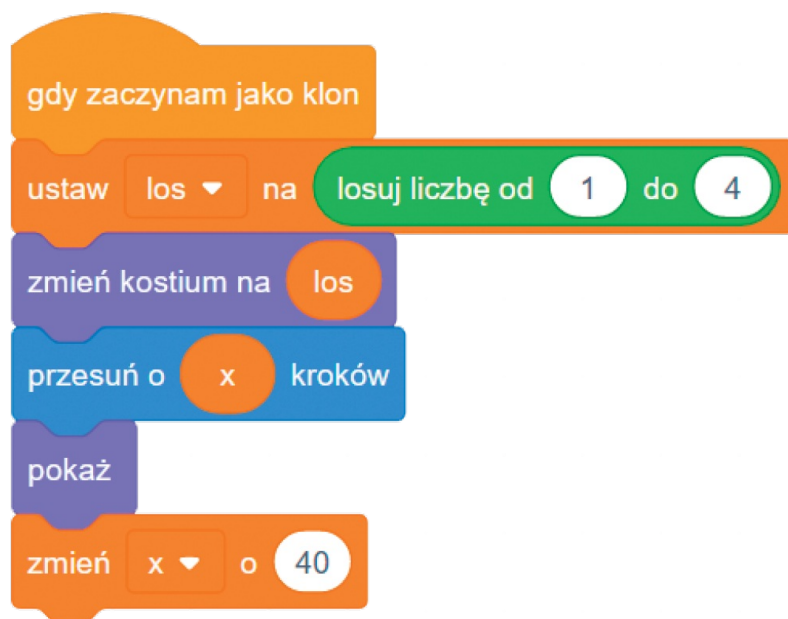 gdy zaczynam jako klon
ustaw los na losuj liczbę od 1 do 4
zmień kostium na los
przesuń o x kroków
pokaż
zmień x o 40